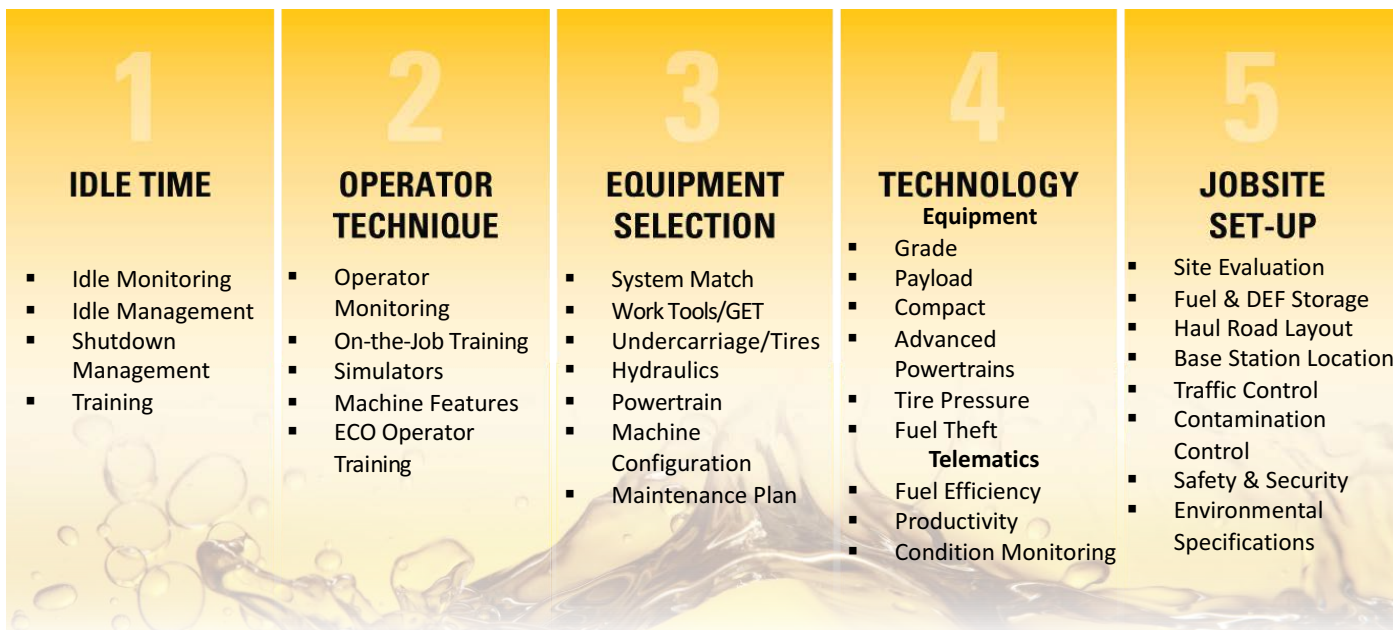 1
IDLE TIME
▪ Idle Monitoring
▪ Idle Management
▪ Shutdown
Management
▪ Training
2
OPERATOR
TECHNIQUE
▪ Operator
Monitoring
▪ On-the-Job Training
▪ Simulators
▪ Machine Features
▪ ECO Operator
Training
3
EQUIPMENT
SELECTION
▪ System Match
▪ Work Tools/GET
▪ Undercarriage/Tires
▪ Hydraulics
▪ Powertrain
▪ Machine
Configuration
▪ Maintenance Plan
4
TECHNOLOGY
Equipment
▪ Grade
▪ Payload
▪ Compact
▪ Advanced
Powertrains
▪ Tire Pressure
▪ Fuel Theft
Telematics
▪ Fuel Efficiency
▪ Productivity
▪ Condition Monitoring
5
JOBSITE
SET-UP
▪ Site Evaluation
▪ Fuel & DEF Storage
▪ Haul Road Layout
▪ Base Station Location
▪ Traffic Control
▪ Contamination
Control
▪ Safety & Security
▪ Environmental
Specifications